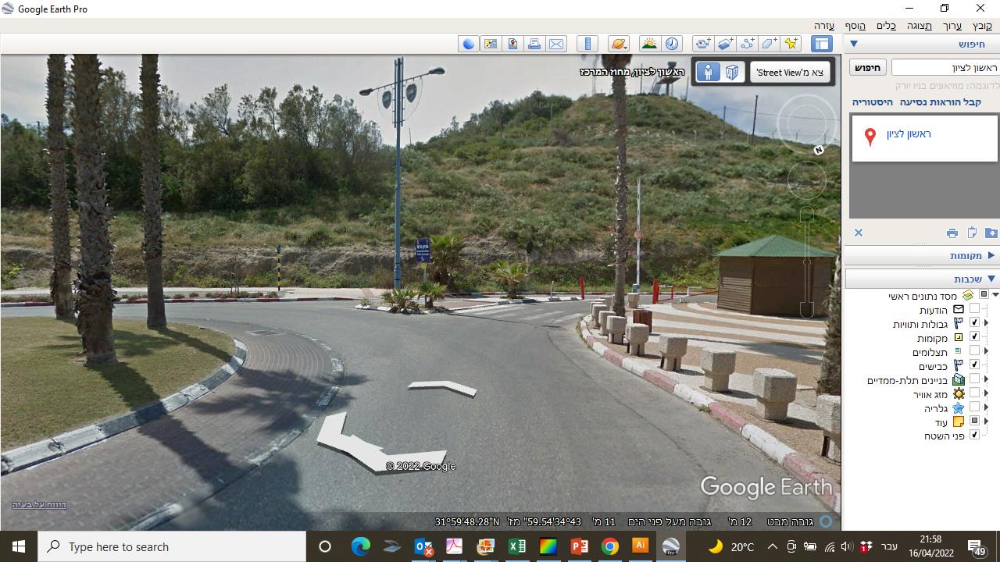 Google Earth Pro
קובץ ערוך תצוגה כלים הוסף עזרה
חיפוש
ראשון לציון
חיפוש
לדוגמה: מוזיאונים בניו יורק
קבל הוראות נסיעה היסטוריה
ראשון לציון
מקומות
שכבות
מסד נתונים ראשי
הודעות
גבולות ותוויות
מקומות
תצלומים
כבישים
בניינים תלת-ממדיים
מזג אוויר
גלריה
עוד
פני השטח
ראשון לציון, מחוז המרכז
צא מ'Street View'
N
© 2022 Google
Google Earth
דיווח על בעיה
31°59'48.28"N 34°43'59.54" מז' 11 מ' גובה מעל פני הים 12 מ' גובה מבט
Type here to search
Ai
Pro
20°C
1
עבר
21:58
16/04/2022
49